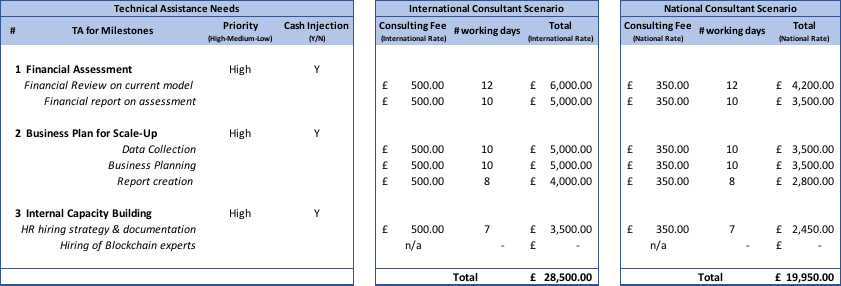 Technical Assistance Needs International Consultant Scenario National Consultant Scenario
# TA for Milestones Priority (High-Medium-Low) Cash Injection (Y/N) Consulting Fee (International Rate) # working days Total (International Rate) Consulting Fee (National Rate) # working days Total (National Rate)
1 Financial Assessment High Y
Financial Review on current model £ 500.00 12 £ 6,000.00 £ 350.00 12 £ 4,200.00
Financial report on assessment £ 500.00 10 £ 5,000.00 £ 350.00 10 £ 3,500.00
2 Business Plan for Scale-Up High Y
Data Collection £ 500.00 10 £ 5,000.00 £ 350.00 10 £ 3,500.00
Business Planning £ 500.00 10 £ 5,000.00 £ 350.00 10 £ 3,500.00
Report creation £ 500.00 8 £ 4,000.00 £ 350.00 8 £ 2,800.00
3 Internal Capacity Building High Y
HR hiring strategy & documentation £ 500.00 7 £ 3,500.00 £ 350.00 7 £ 2,450.00
Hiring of Blockchain experts n/a - £ - n/a - £ -
Total £ 28,500.00 Total £ 19,950.00